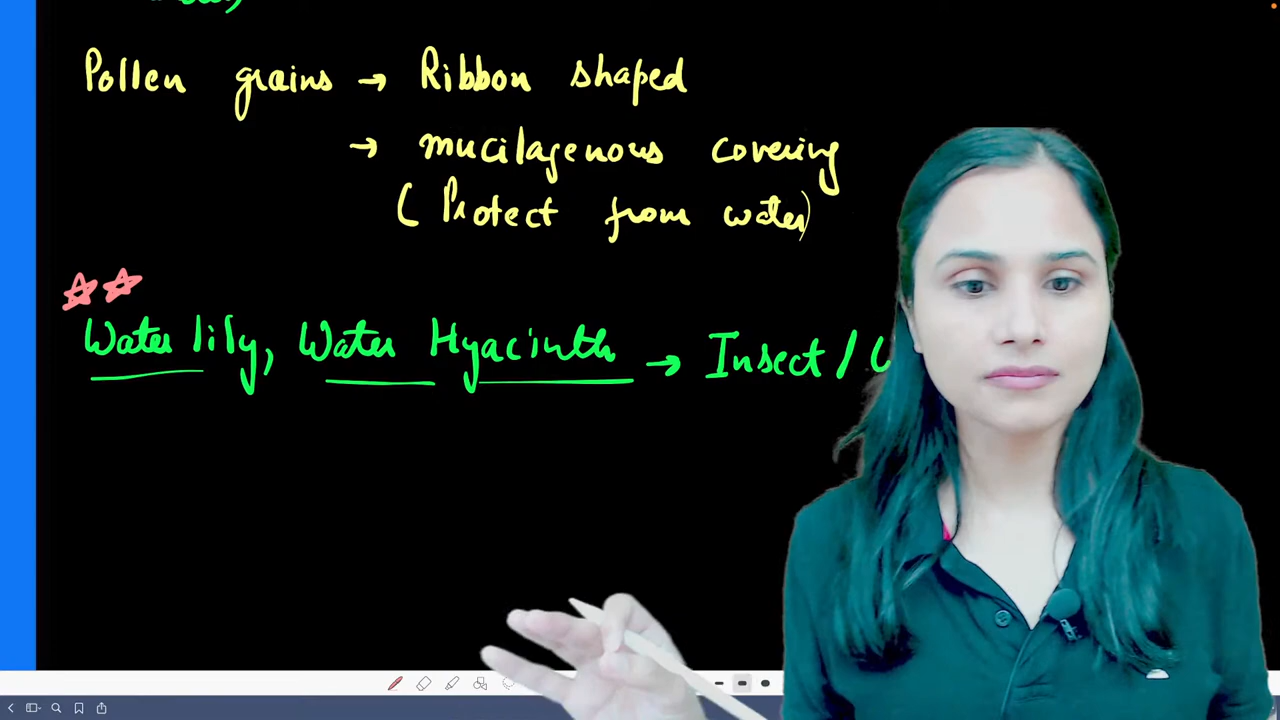 Pollen grains → Ribbon shaped
→ mucilagenous covering
(Protect from water)
Water lily, Water Hyacinth → Insect /